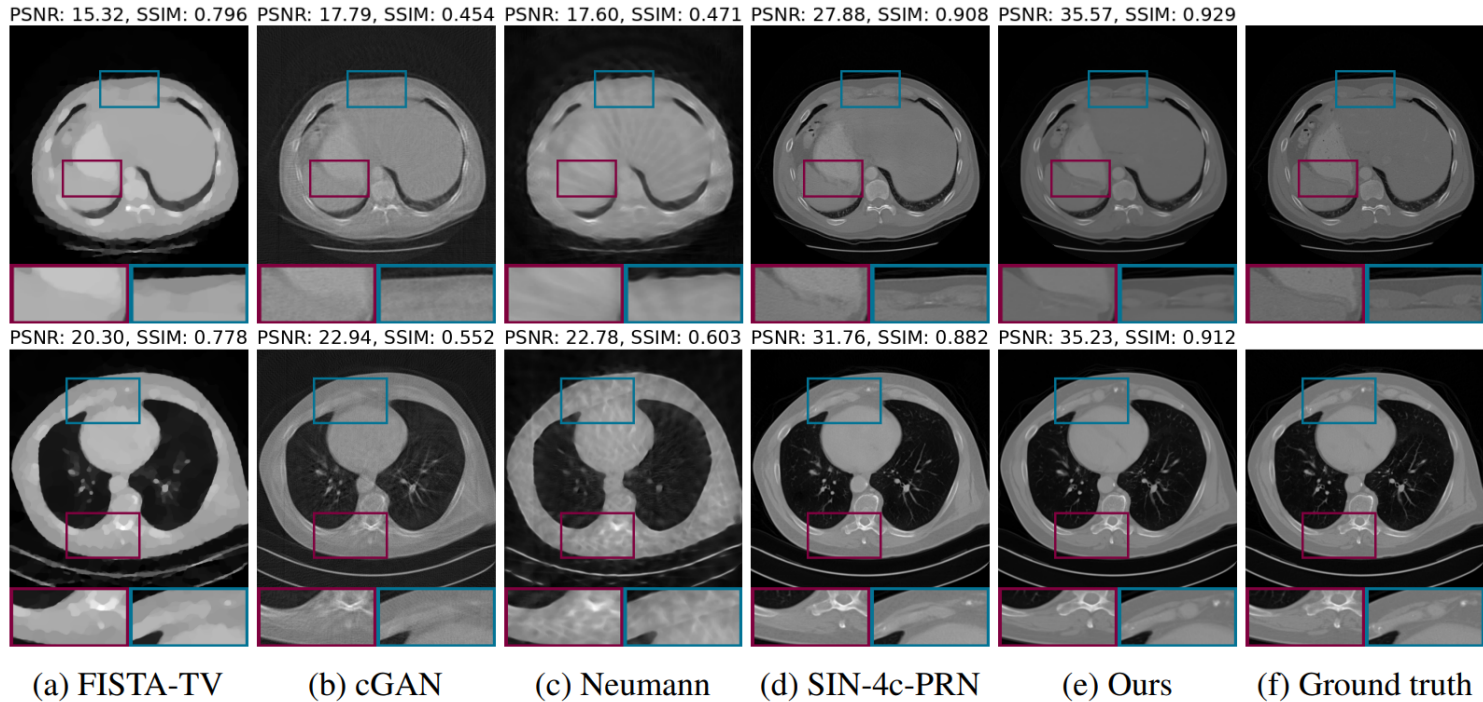 PSNR: 15.32, SSIM: 0.796 PSNR: 17.79, SSIM: 0.454 PSNR: 17.60, SSIM: 0.471 PSNR: 27.88, SSIM: 0.908 PSNR: 35.57, SSIM: 0.929
PSNR: 20.30, SSIM: 0.778 PSNR: 22.94, SSIM: 0.552 PSNR: 22.78, SSIM: 0.603 PSNR: 31.76, SSIM: 0.882 PSNR: 35.23, SSIM: 0.912
(a) FISTA-TV (b) cGAN (c) Neumann (d) SIN-4c-PRN (e) Ours (f) Ground truth